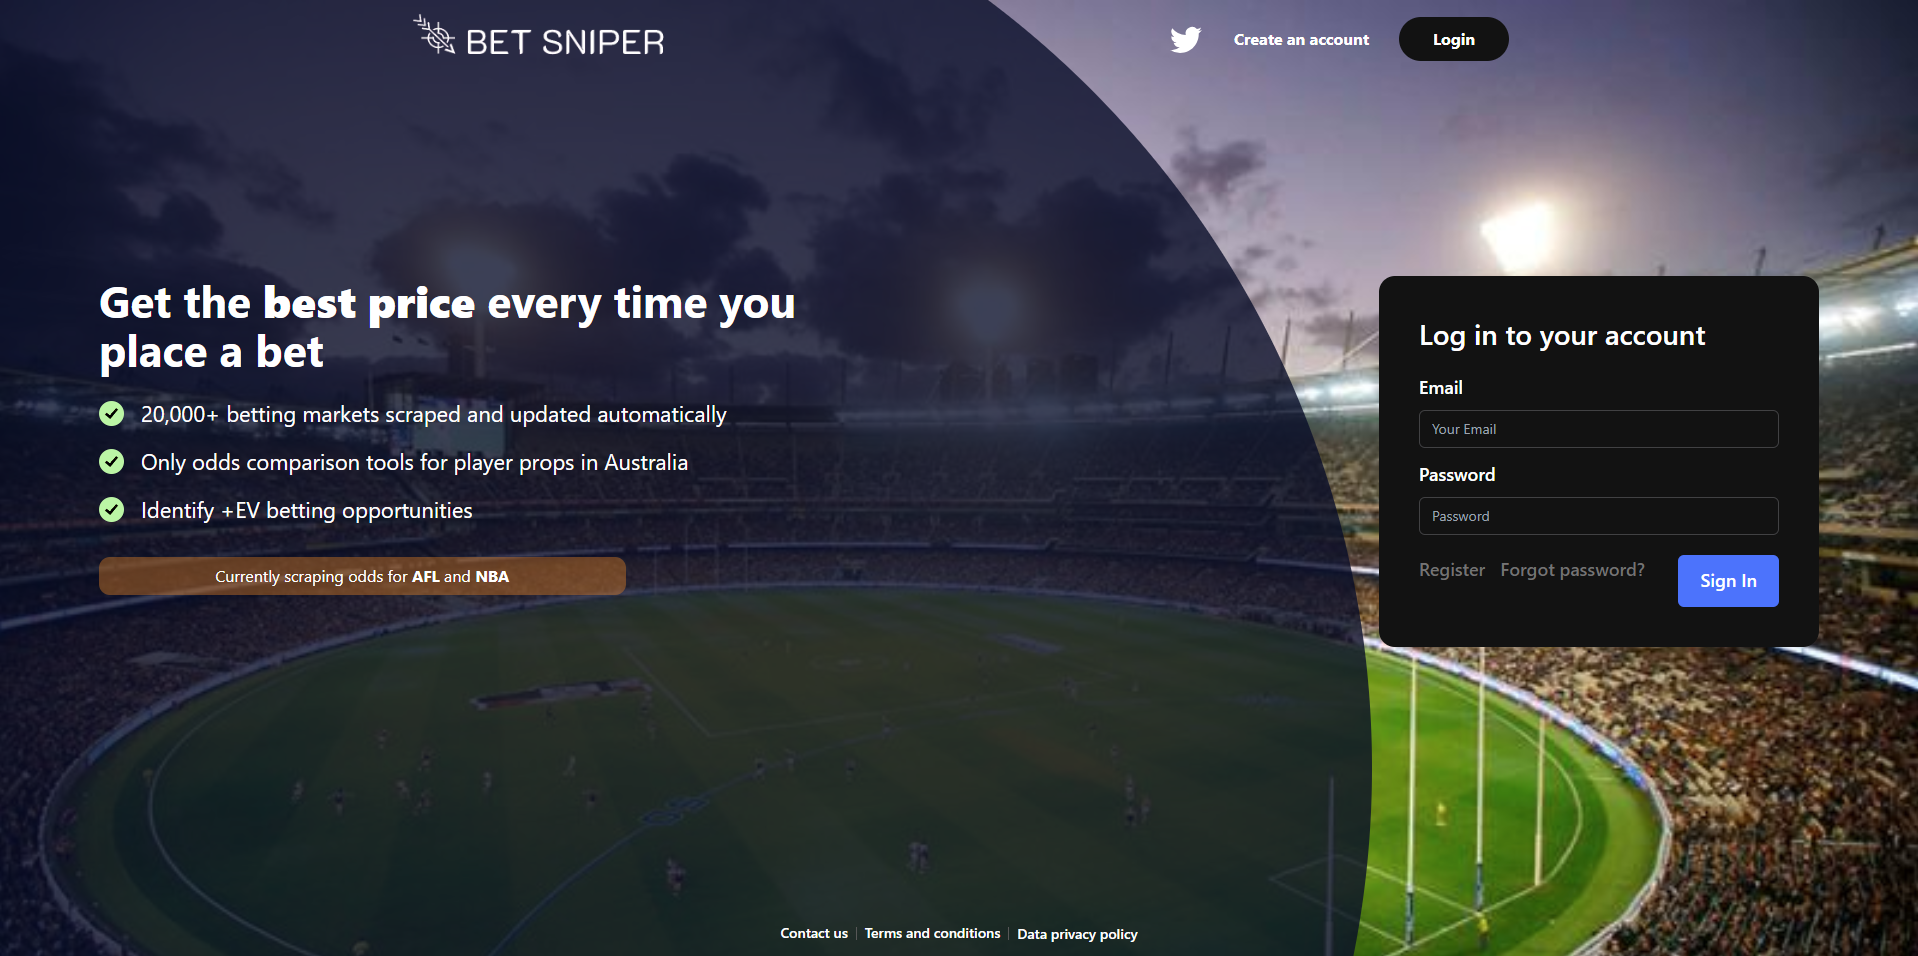 BET SNIPER
Create an account
Login
Get the best price every time you
place a bet
20,000+ betting markets scraped and updated automatically
Only odds comparison tools for player props in Australia
Identify +EV betting opportunities
Currently scraping odds for AFL and NBA
Log in to your account
Email
Your Email
Password
Password
Register Forgot password?
Sign In
Contact us
Terms and conditions
Data privacy policy